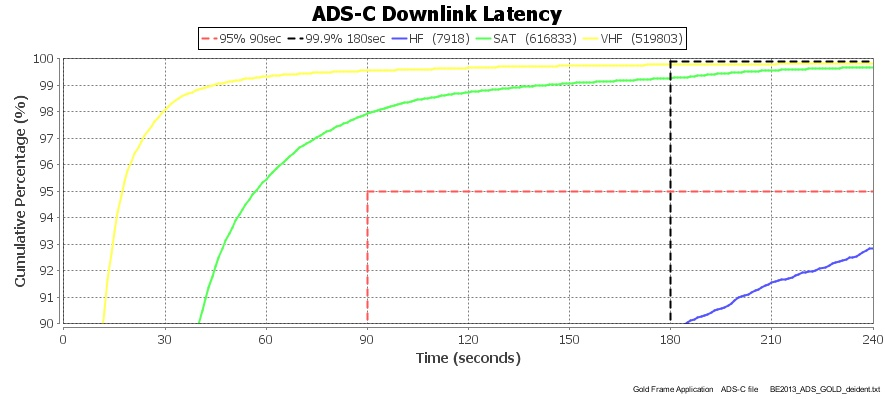 ADS-C Downlink Latency
95% 90sec 99.9% 180sec HF (7918) SAT (616833) VHF (519803)
Cumulative Percentage (%)
100
99
98
97
96
95
94
93
92
91
90
0 30 60 90 120 150 180 210 240
Time (seconds)
Gold Frame Application ADS-C file BE2013_ADS_GOLD_deident.txt